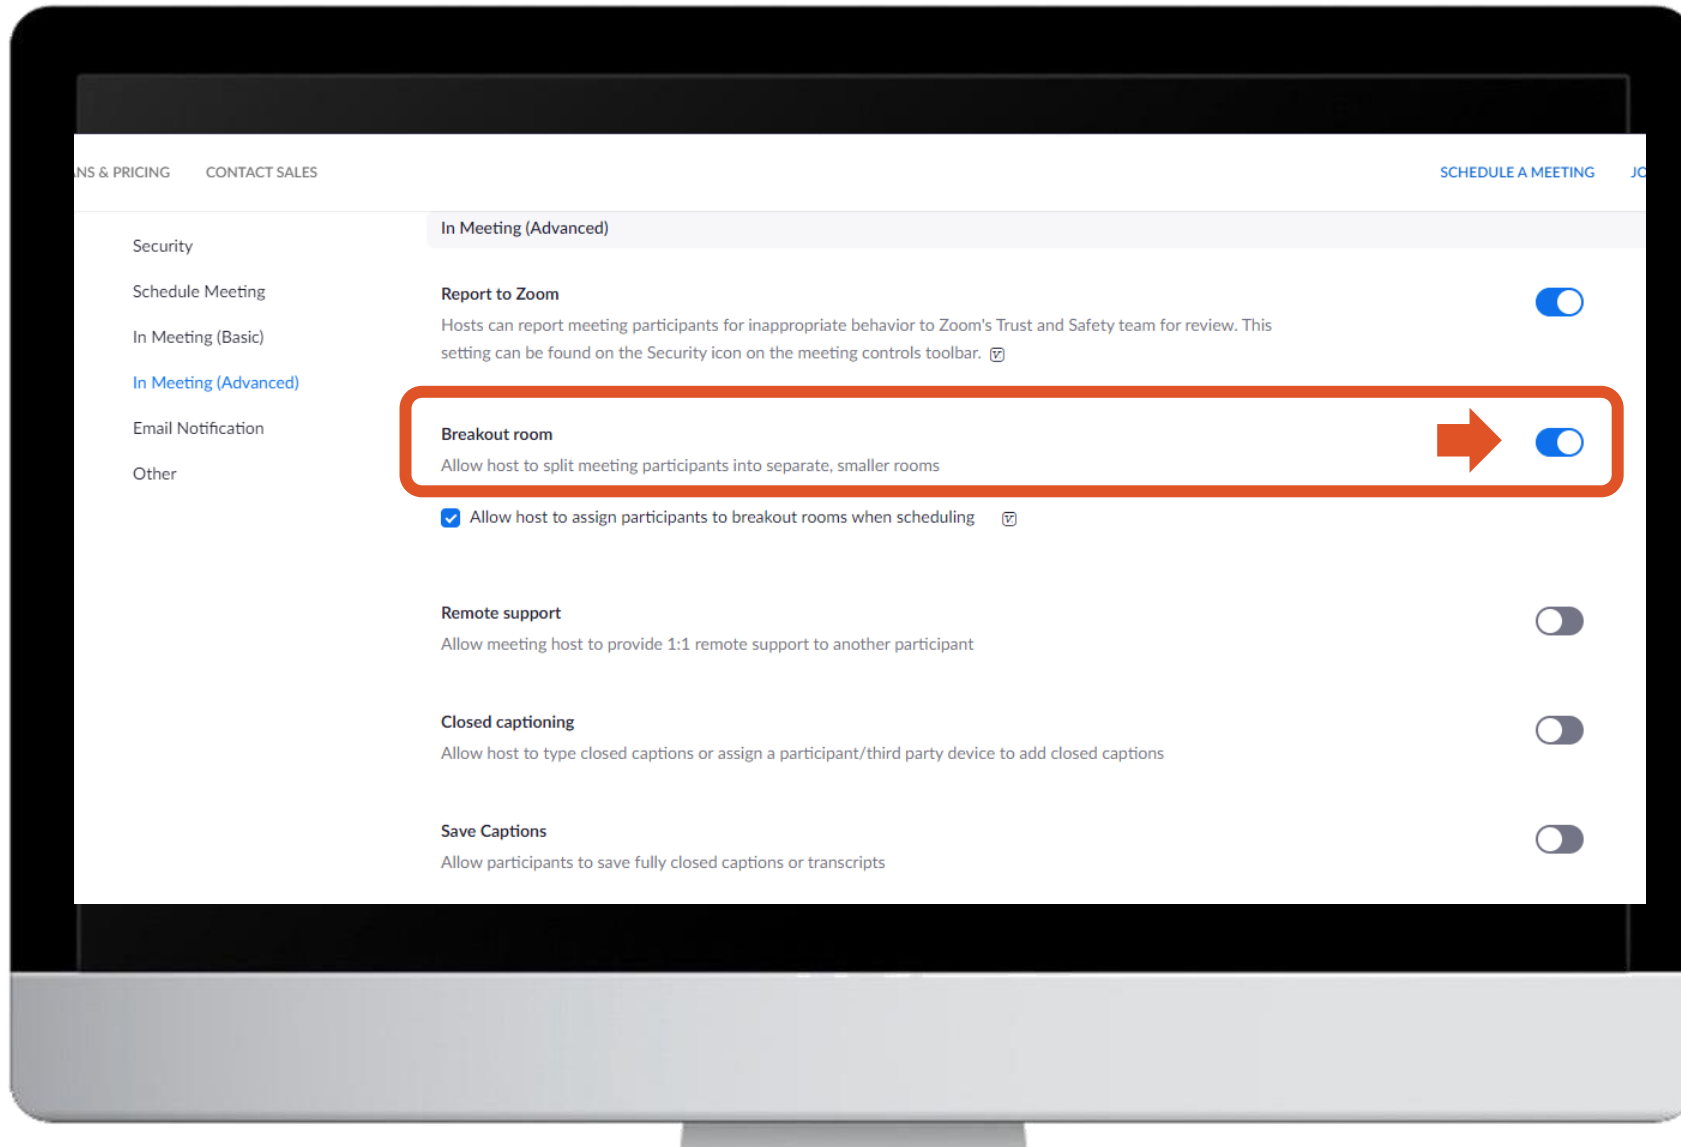 NS & PRICING CONTACT SALES SCHEDULE A MEETING
Security
Schedule Meeting
In Meeting (Basic)
In Meeting (Advanced)
Email Notification
Other
In Meeting (Advanced)
Report to Zoom
Hosts can report meeting participants for inappropriate behavior to Zoom's Trust and Safety team for review. This
setting can be found on the Security icon on the meeting controls toolbar.
Breakout room
Allow host to split meeting participants into separate, smaller rooms
Allow host to assign participants to breakout rooms when scheduling
Remote support
Allow meeting host to provide 1:1 remote support to another participant
Closed captioning
Allow host to type closed captions or assign a participant/third party device to add closed captions
Save Captions
Allow participants to save fully closed captions or transcripts